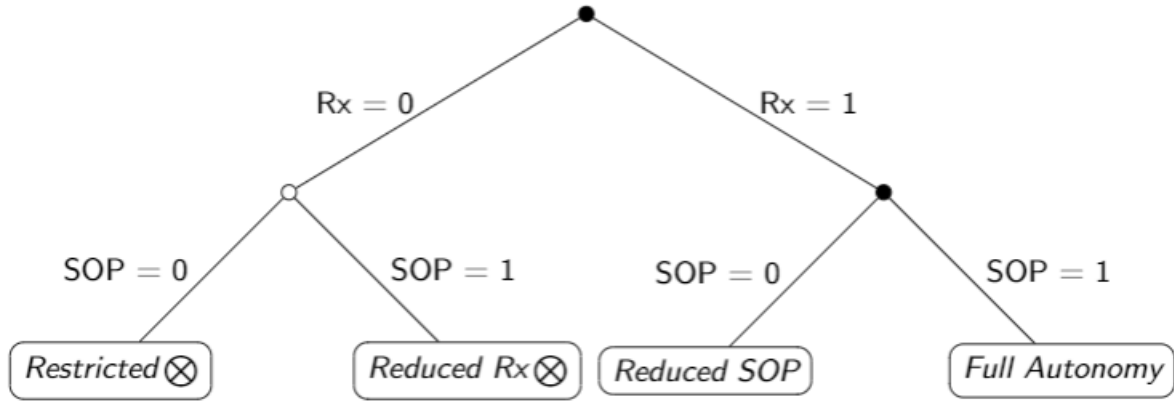 Rx = 0
Rx = 1
SOP = 0
SOP = 1
SOP = 0
SOP = 1
Restricted ⊗
Reduced Rx ⊗
Reduced SOP
Full Autonomy